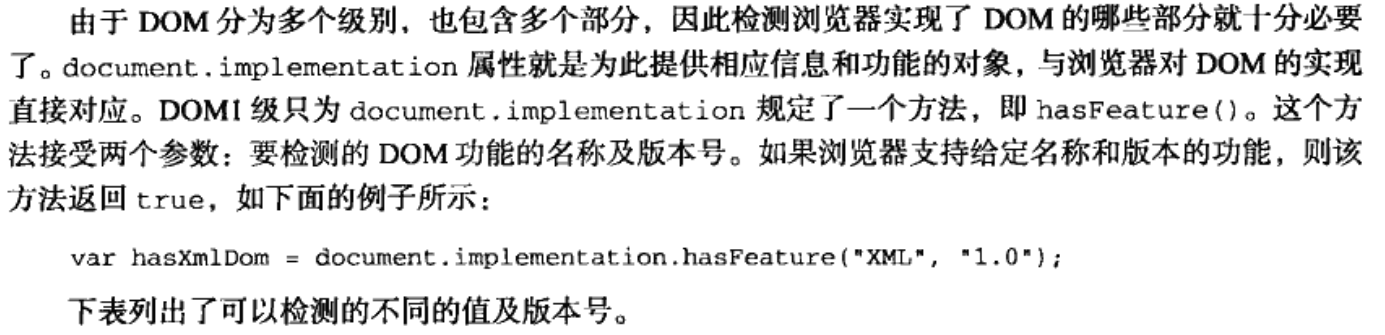 由于 DOM 分为多个级别，也包含多个部分，因此检测浏览器实现了 DOM 的哪些部分就十分必要
了。document.implementation 属性就是为此提供相应信息和功能的对象，与浏览器对 DOM 的实现
直接对应。DOM1 级只为 document.implementation 规定了一个方法，即 hasFeature()。这个方
法接受两个参数：要检测的 DOM 功能的名称及版本号。如果浏览器支持给定名称和版本的功能，则该
方法返回 true，如下面的例子所示：
var hasXmlDom = document.implementation.hasFeature("XML", "1.0");
下表列出了可以检测的不同的值及版本号。